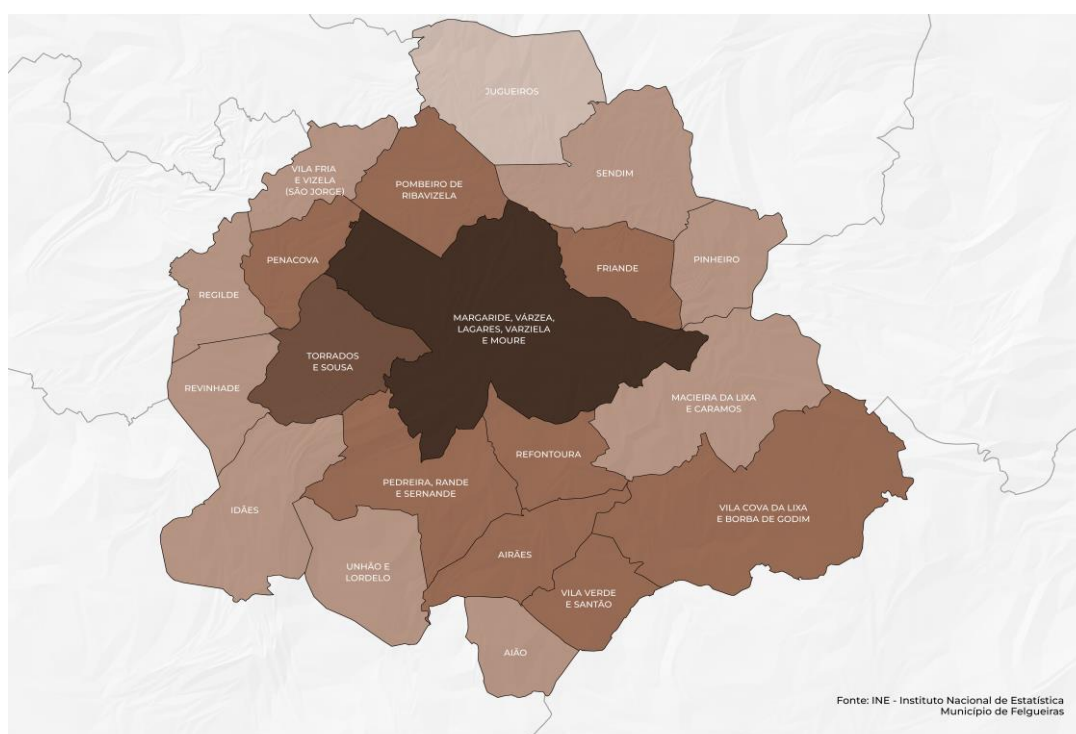 JUGUEIROS
VILA FRIA
E VIZELA
(SÃO JORGE)
POMBEIRO DE
RIBAVIZELA
SENDIM
PENACOVA
FRIANDE
PINHEIRO
REGILDE
MARGARIDE, VÁRZEA,
LAGARES, VARZIELA
E MOURE
TORRADOS
E SOUSA
REVINHADE
MACIEIRA DA LIXA
E CARAMOS
REFONTOURA
PEDREIRA, RANDE
E SERNANDE
IDÃES
VILA COVA DA LIXA
E BORBA DE GODIM
AIRÃES
UNHÃO E
LORDELO
VILA VERDE
E SANTÃO
AIÃO
Fonte: INE - Instituto Nacional de Estatística
Município de Felgueiras